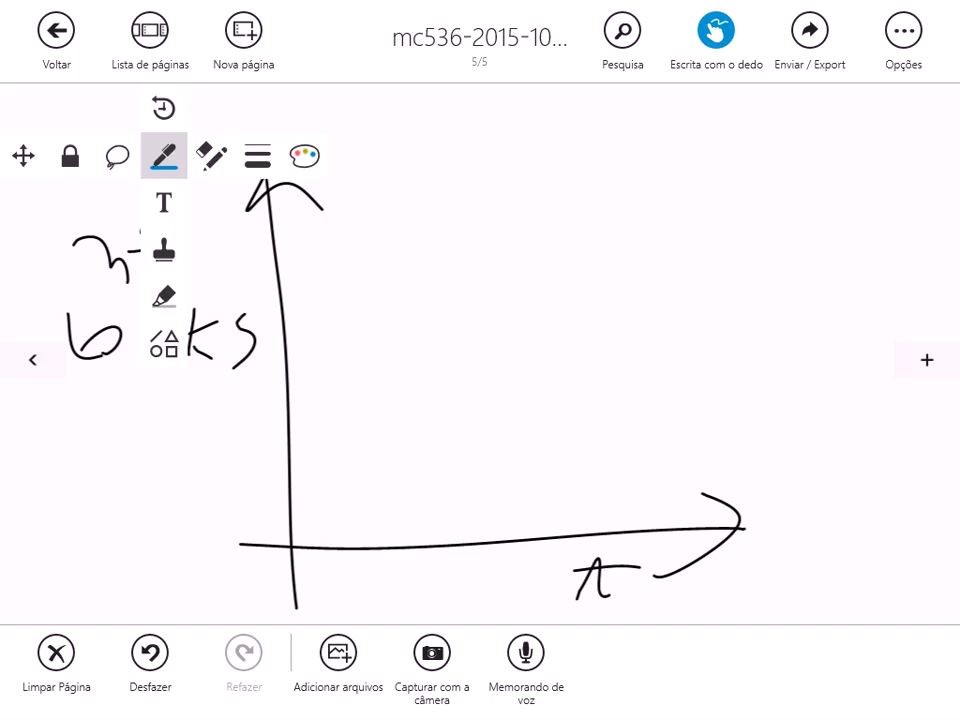 mc536-2015-10...
5/5
Voltar
Lista de páginas
Nova página
Pesquisa
Escrita com o dedo
Enviar / Export
Opções
T
Limpar Página
Desfazer
Refazer
Adicionar arquivos
Capturar com a
câmera
Memorando de
voz